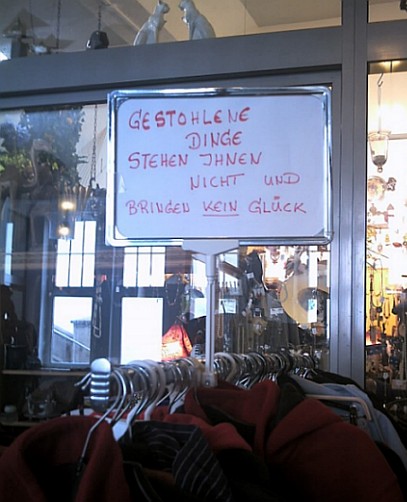 GESTOHLENE
DINGE
STEHEN JHNEN
NICHT UND
BRINGEN KEIN GLÜCK